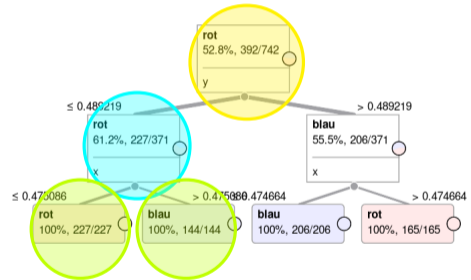 rot
52.8%, 392/742
y
≤ 0.489219
> 0.489219
rot
61.2%, 227/371
x
blau
55.5%, 206/371
x
≤ 0.475086
> 0.475086
≤ 0.474664
> 0.474664
rot
100%, 227/227
blau
100%, 144/144
blau
100%, 206/206
rot
100%, 165/165